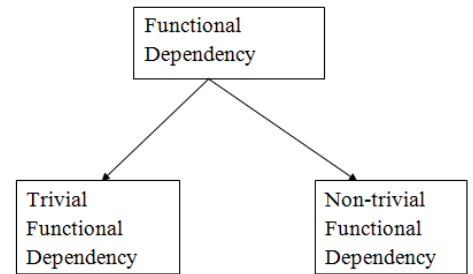 Functional
Dependency
Trivial
Functional
Dependency
Non-trivial
Functional
Dependency